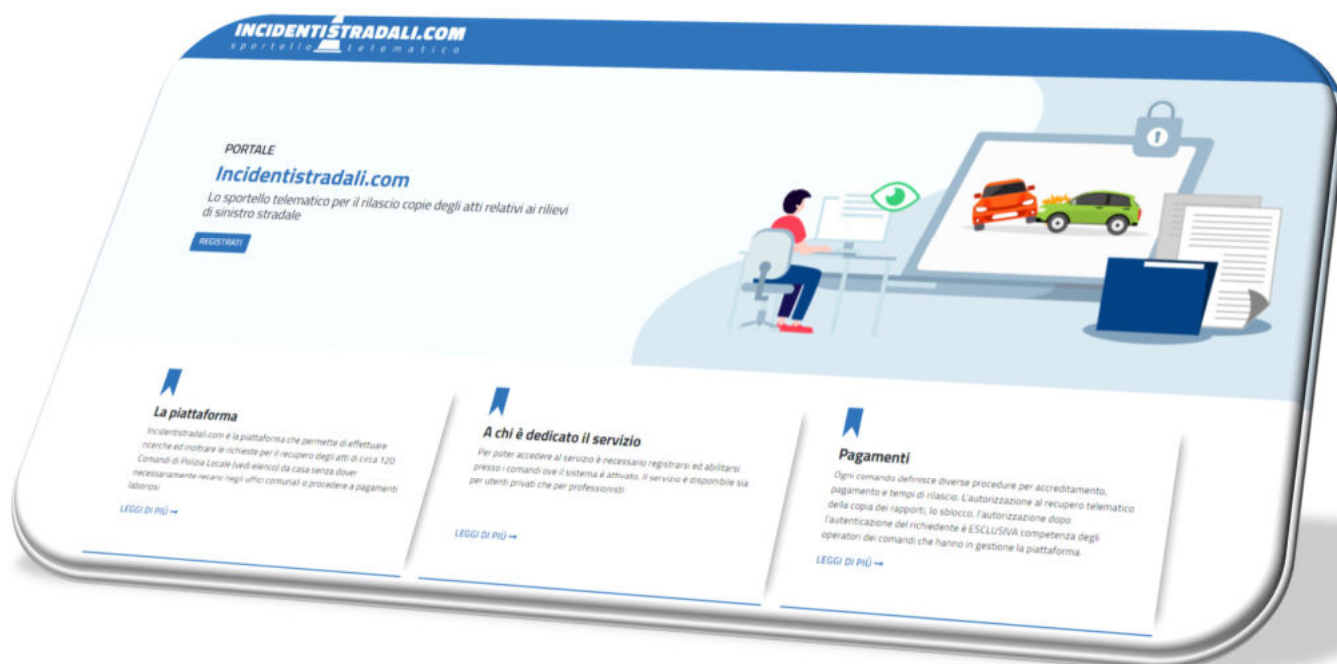 INCIDENTISTRADALI.COM
sportello telematico
PORTALE
Incidentistradali.com
Lo sportello telematico per il rilascio copie degli atti relativi ai rilievi
di sinistro stradale
REGISTRATI
La piattaforma
Incidentistradali.com è la piattaforma che permette di effettuare
ricerche ed inoltrare le richieste per il recupero degli atti di circa 120
Comandi di Polizia Locale (vedi elenco) da casa senza dover
necessariamente recarsi negli uffici comunali o procedere a pagamenti
laboriosi
LEGGI DI PIÙ →
A chi è dedicato il servizio
Per poter accedere al servizio è necessario registrarsi ed abilitarsi
presso i comandi ove il sistema è attivato. Il servizio è disponibile sia
per utenti privati che per professionisti
LEGGI DI PIÙ →
Pagamenti
Ogni comando definisce diverse procedure per accreditamento,
pagamento e tempi di rilascio. L'autorizzazione al recupero telematico
della copia dei rapporti, lo sblocco, l'autorizzazione dopo
l'autenticazione del richiedente è ESCLUSIVA competenza degli
operatori dei comandi che hanno in gestione la piattaforma.
LEGGI DI PIÙ →